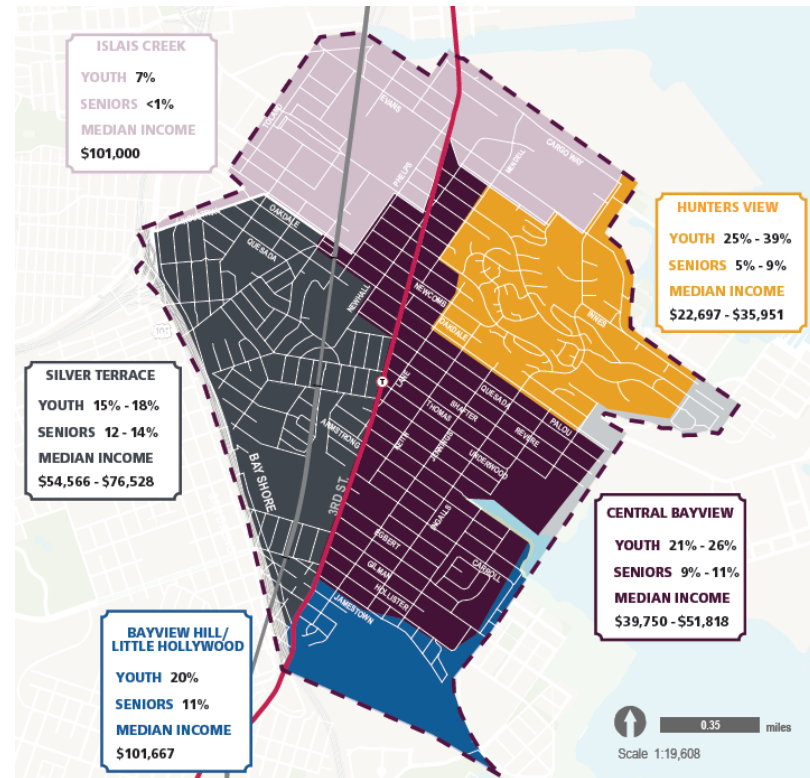 ISLAIS CREEK
YOUTH 7%
SENIORS <1%
MEDIAN INCOME
$101,000
TOLAND
EVANS
PHELPS
MENDELL
CARGO WAY
HUNTERS VIEW
YOUTH 25% - 39%
SENIORS 5% - 9%
MEDIAN INCOME
$22,697 - $35,951
OAKDALE
QUESADA
NEWHALL
NEWCOMB
OAKDALE
INNES
101
SILVER TERRACE
YOUTH 15% - 18%
SENIORS 12 - 14%
MEDIAN INCOME
$54,566 - $76,528
T
LANE
THOMAS
SHAFTER
QUESADA
REVERE
PALOU
ARMSTRONG
KEITH
JENNINGS
UNDERWOOD
BAY SHORE
3RD ST.
INGALLS
EGBERT
GILMAN
CARROLL
HOLLISTER
JAMESTOWN
CENTRAL BAYVIEW
YOUTH 21% - 26%
SENIORS 9% - 11%
MEDIAN INCOME
$39,750 - $51,818
BAYVIEW HILL/
LITTLE HOLLYWOOD
YOUTH 20%
SENIORS 11%
MEDIAN INCOME
$101,667
0.35 miles
Scale 1:19,608